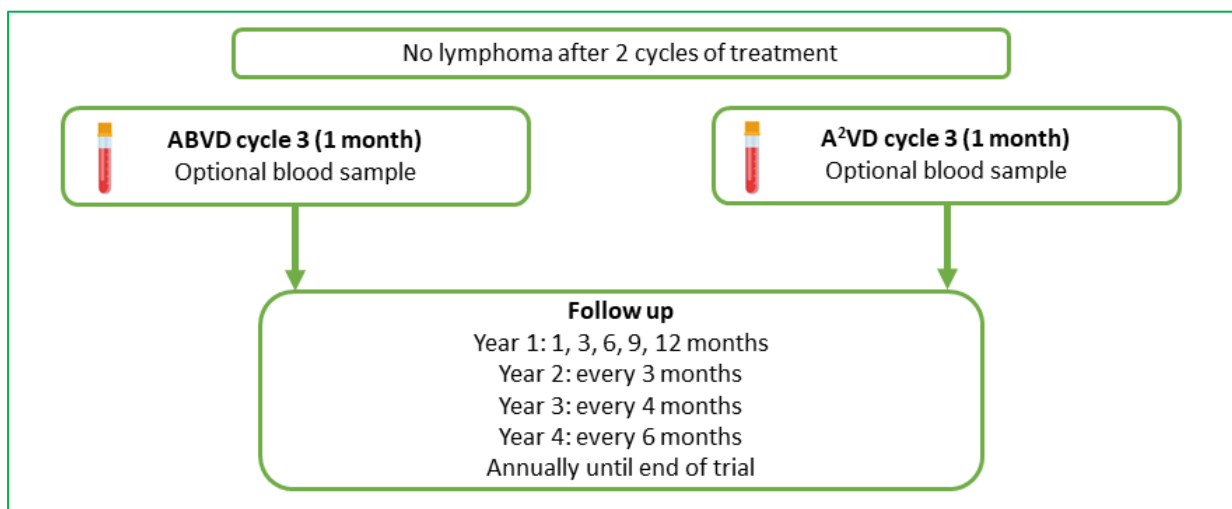 No lymphoma after 2 cycles of treatment
ABVD cycle 3 (1 month)
Optional blood sample
A²VD cycle 3 (1 month)
Optional blood sample
Follow up
Year 1: 1, 3, 6, 9, 12 months
Year 2: every 3 months
Year 3: every 4 months
Year 4: every 6 months
Annually until end of trial